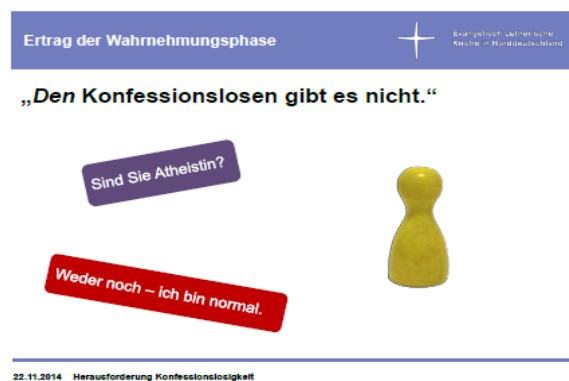 Ertrag der Wahrnehmungsphase
Evangelisch-Lutherische
Kirche in Norddeutschland
„Den Konfessionslosen gibt es nicht.“
Sind Sie Atheistin?
Weder noch – ich bin normal.
22.11.2014 Herausforderung Konfessionslosigkeit